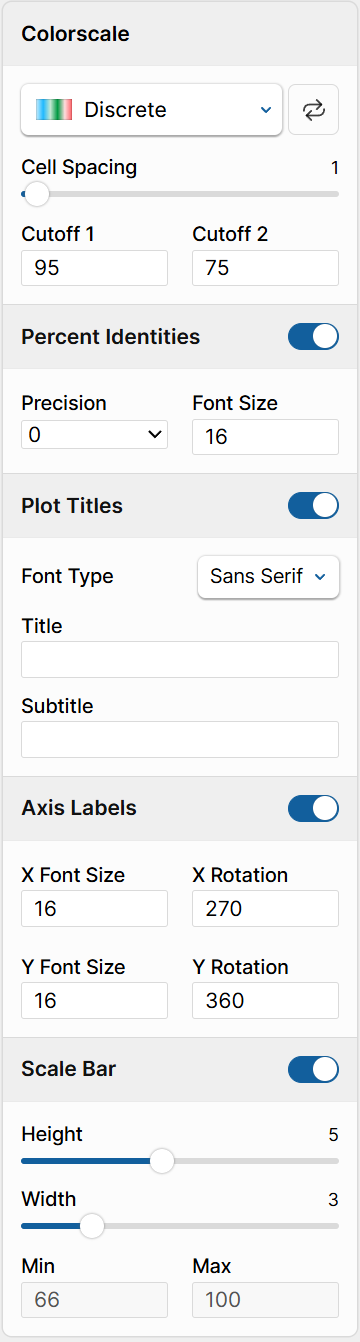 Colorscale
Discrete
Cell Spacing 1
Cutoff 1 Cutoff 2
95 75
Percent Identities
Precision Font Size
0 16
Plot Titles
Font Type Sans Serif
Title
Subtitle
Axis Labels
X Font Size X Rotation
16 270
Y Font Size Y Rotation
16 360
Scale Bar
Height 5
Width 3
Min Max
66 100